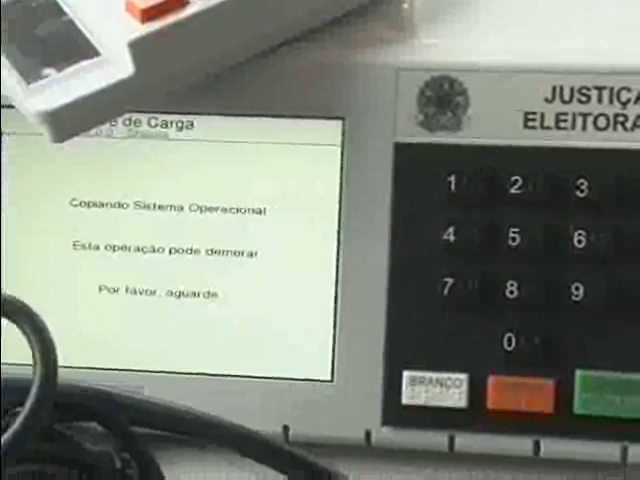 de Carga
Copiando Sistema Operacional
Esta operação pode demorar
Por favor, aguarde
JUSTIÇA
ELEITORA
1 2 3
4 5 6
7 8 9
0
BRANCO